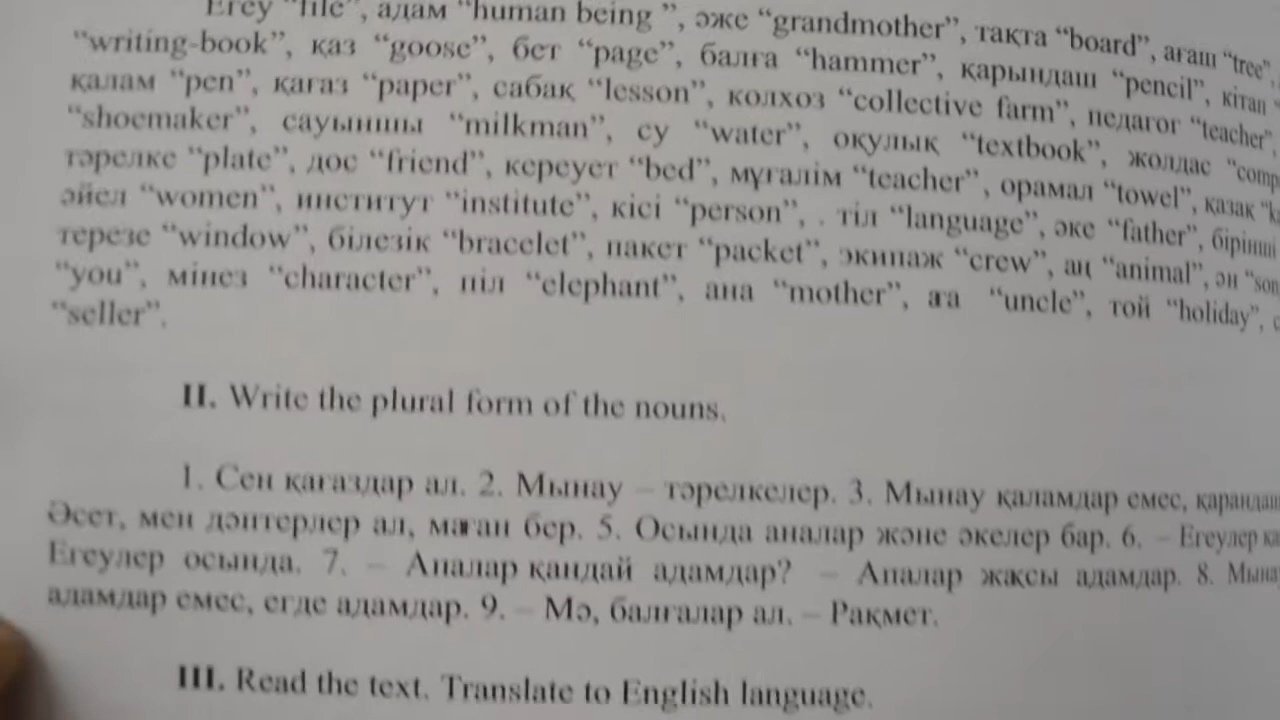 Егеу “file”, адам “human being ”, әже “grandmother”, тақта “board”, ағаш “tree”,
“writing-book”, қаз “goose”, бет “page”, балға “hammer”, қарындаш “pencil”, кітап
қалам “pen”, қағаз “paper”, сабақ “lesson”, колхоз “collective farm”, педагог “teacher”,
“shoemaker”, сауыншы “milkman”, су “water”, оқулық “textbook”, жолдас
тәрелке “plate”, дос “friend”, кереует “bed”, мұғалім “teacher”, орамал “towel”, қазақ
әйел “women”, институт “institute”, кісі “person”, . тіл “language”, әке “father”, бірінші
терезе “window”, білезік “bracelet”, пакет “packet”, экипаж “crew”, аң “animal”, ән
“you”, мінез “character”, піл “elephant”, ана “mother”, аға “uncle”, той “holiday”,
“seller”.
II. Write the plural form of the nouns.
1. Сен қағаздар ал. 2. Мынау – тәрелкелер. 3. Мынау қаламдар емес,
Әсет, мен дәптерлер ал, маған бер. 5. Осында аналар және әкелер бар. 6. – Егеулер
Егеулер осында. 7. – Апалар қандай адамдар? – Апалар жақсы адамдар. 8.
адамдар емес, егде адамдар. 9. – Мә, балғалар ал. – Рақмет.
III. Read the text. Translate to English language.